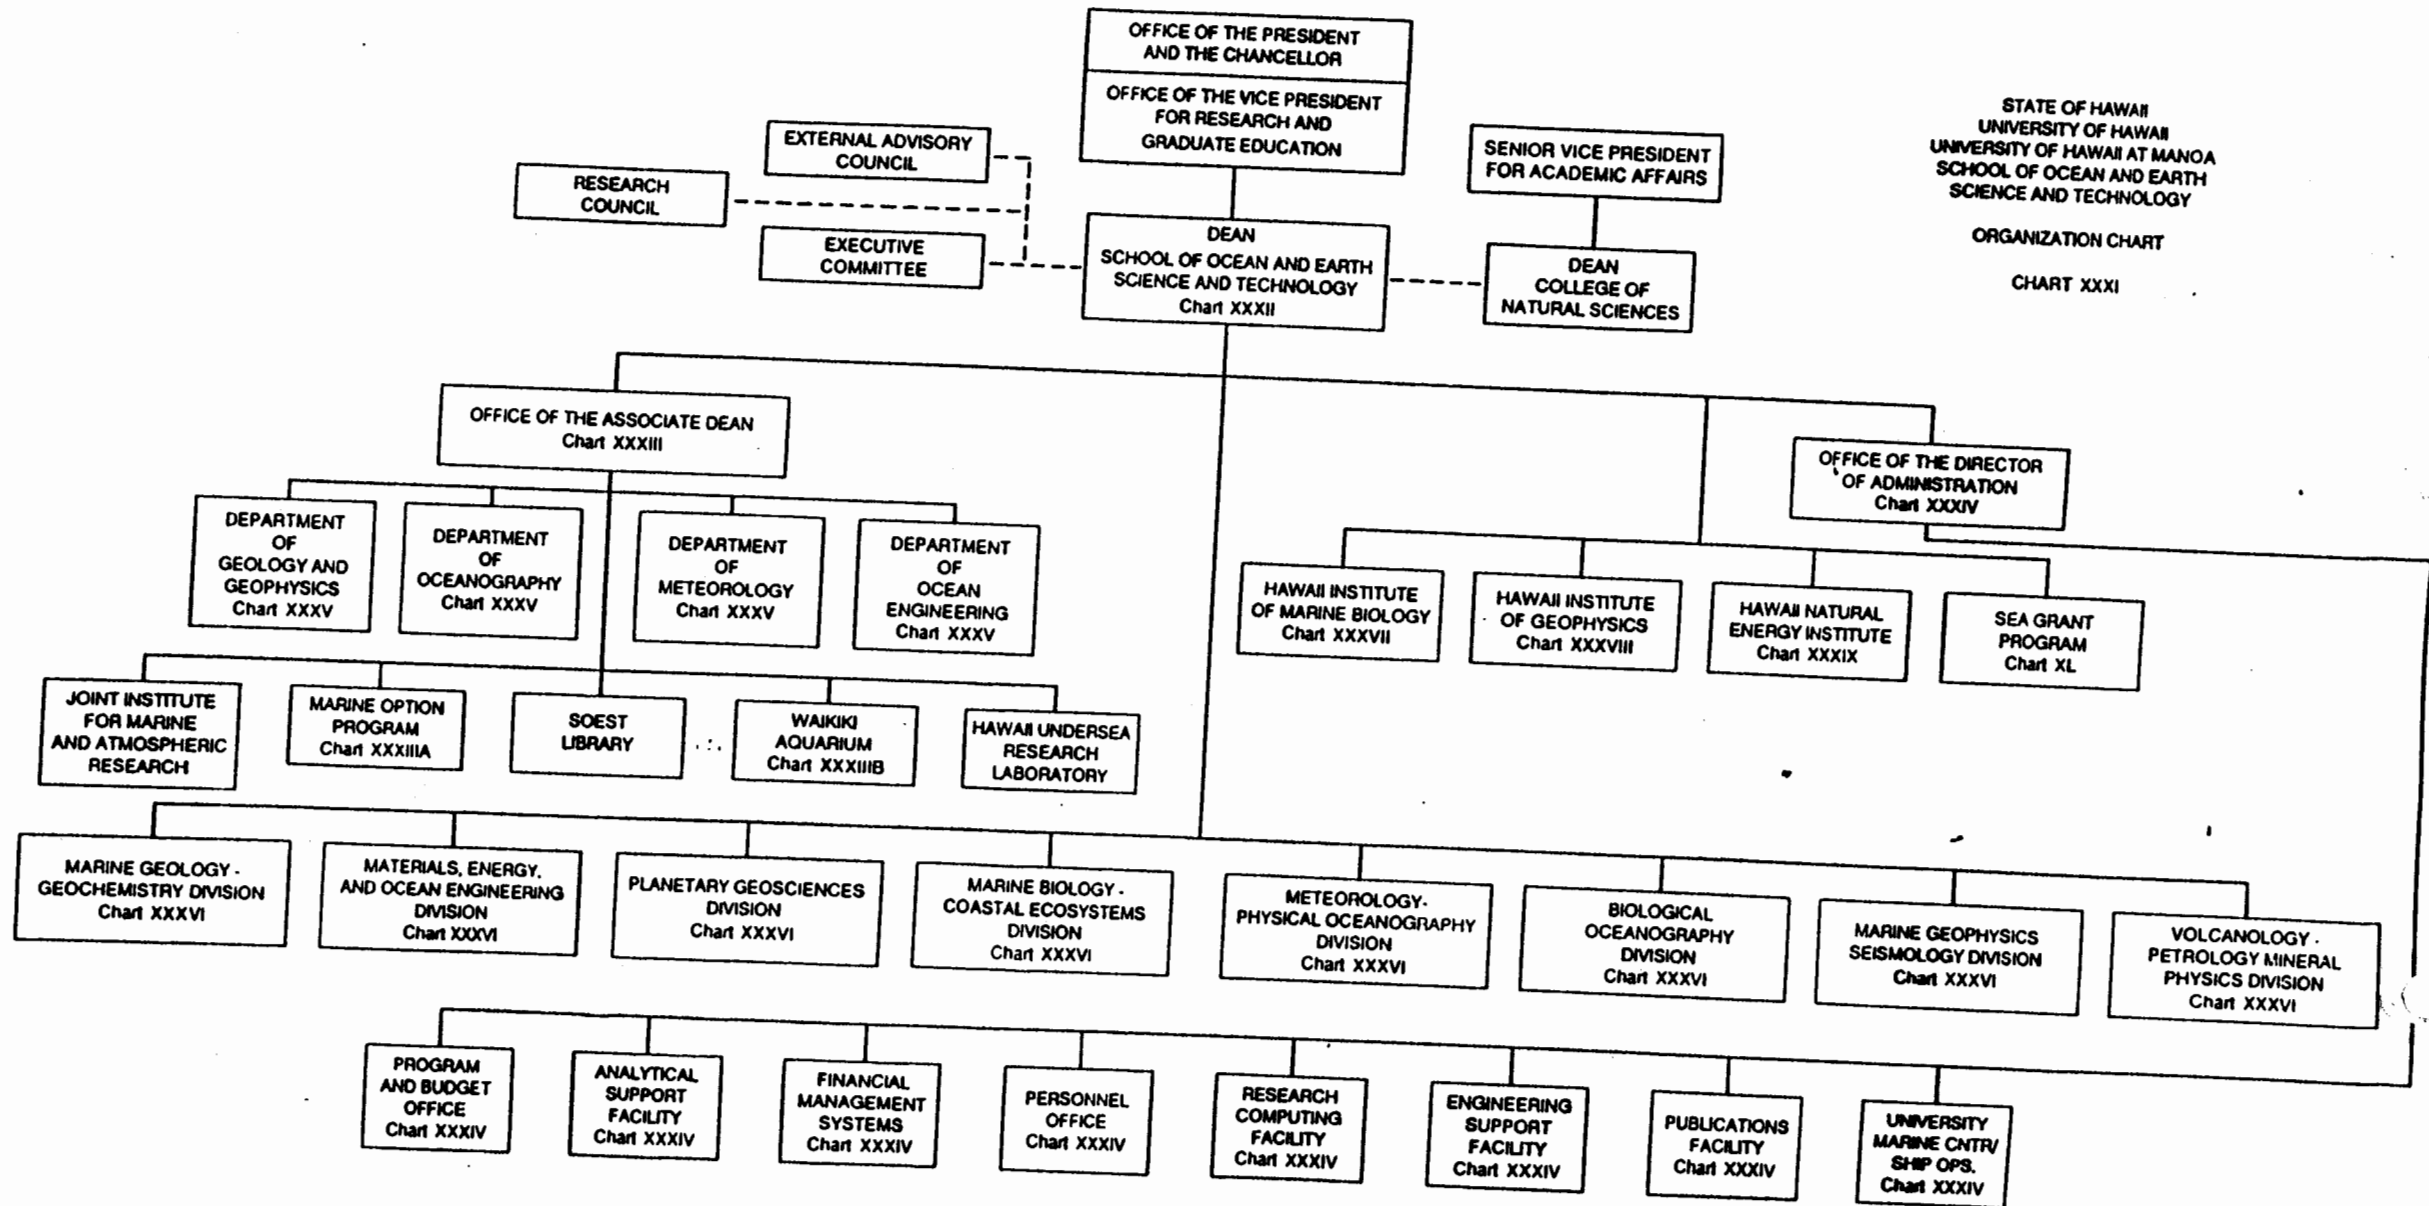 OFFICE OF THE PRESIDENT
AND THE CHANCELLOR
OFFICE OF THE VICE PRESIDENT
FOR RESEARCH AND
GRADUATE EDUCATION
STATE OF HAWAII
UNIVERSITY OF HAWAII
UNIVERSITY OF HAWAII AT MANOA
SCHOOL OF OCEAN AND EARTH
SCIENCE AND TECHNOLOGY
ORGANIZATION CHART
CHART XXXI
EXTERNAL ADVISORY
COUNCIL
RESEARCH
COUNCIL
EXECUTIVE
COMMITTEE
SENIOR VICE PRESIDENT
FOR ACADEMIC AFFAIRS
DEAN
SCHOOL OF OCEAN AND EARTH
SCIENCE AND TECHNOLOGY
Chart XXXII
DEAN
COLLEGE OF
NATURAL SCIENCES
OFFICE OF THE ASSOCIATE DEAN
Chart XXXIII
OFFICE OF THE DIRECTOR
OF ADMINISTRATION
Chart XXXIV
DEPARTMENT
OF
GEOLOGY AND
GEOPHYSICS
Chart XXXV
DEPARTMENT
OF
OCEANOGRAPHY
Chart XXXV
DEPARTMENT
OF
METEOROLOGY
Chart XXXV
DEPARTMENT
OF
OCEAN
ENGINEERING
Chart XXXV
HAWAII INSTITUTE
OF MARINE BIOLOGY
Chart XXXVII
HAWAII INSTITUTE
OF GEOPHYSICS
Chart XXXVIII
HAWAII NATURAL
ENERGY INSTITUTE
Chart XXXIX
SEA GRANT
PROGRAM
Chart XL
JOINT INSTITUTE
FOR MARINE
AND ATMOSPHERIC
RESEARCH
MARINE OPTION
PROGRAM
Chart XXXIIIA
SOEST
LIBRARY
WAIKIKI
AQUARIUM
Chart XXXIIIB
HAWAII UNDERSEA
RESEARCH
LABORATORY
MARINE GEOLOGY -
GEOCHEMISTRY DIVISION
Chart XXXVI
MATERIALS, ENERGY,
AND OCEAN ENGINEERING
DIVISION
Chart XXXVI
PLANETARY GEOSCIENCES
DIVISION
Chart XXXVI
MARINE BIOLOGY -
COASTAL ECOSYSTEMS
DIVISION
Chart XXXVI
METEOROLOGY-
PHYSICAL OCEANOGRAPHY
DIVISION
Chart XXXVI
BIOLOGICAL
OCEANOGRAPHY
DIVISION
Chart XXXVI
MARINE GEOPHYSICS
SEISMOLOGY DIVISION
Chart XXXVI
VOLCANOLOGY -
PETROLOGY MINERAL
PHYSICS DIVISION
Chart XXXVI
PROGRAM
AND BUDGET
OFFICE
Chart XXXIV
ANALYTICAL
SUPPORT
FACILITY
Chart XXXIV
FINANCIAL
MANAGEMENT
SYSTEMS
Chart XXXIV
PERSONNEL
OFFICE
Chart XXXIV
RESEARCH
COMPUTING
FACILITY
Chart XXXIV
ENGINEERING
SUPPORT
FACILITY
Chart XXXIV
PUBLICATIONS
FACILITY
Chart XXXIV
UNIVERSITY
MARINE CNTR/
SHIP OPS.
Chart XXXIV